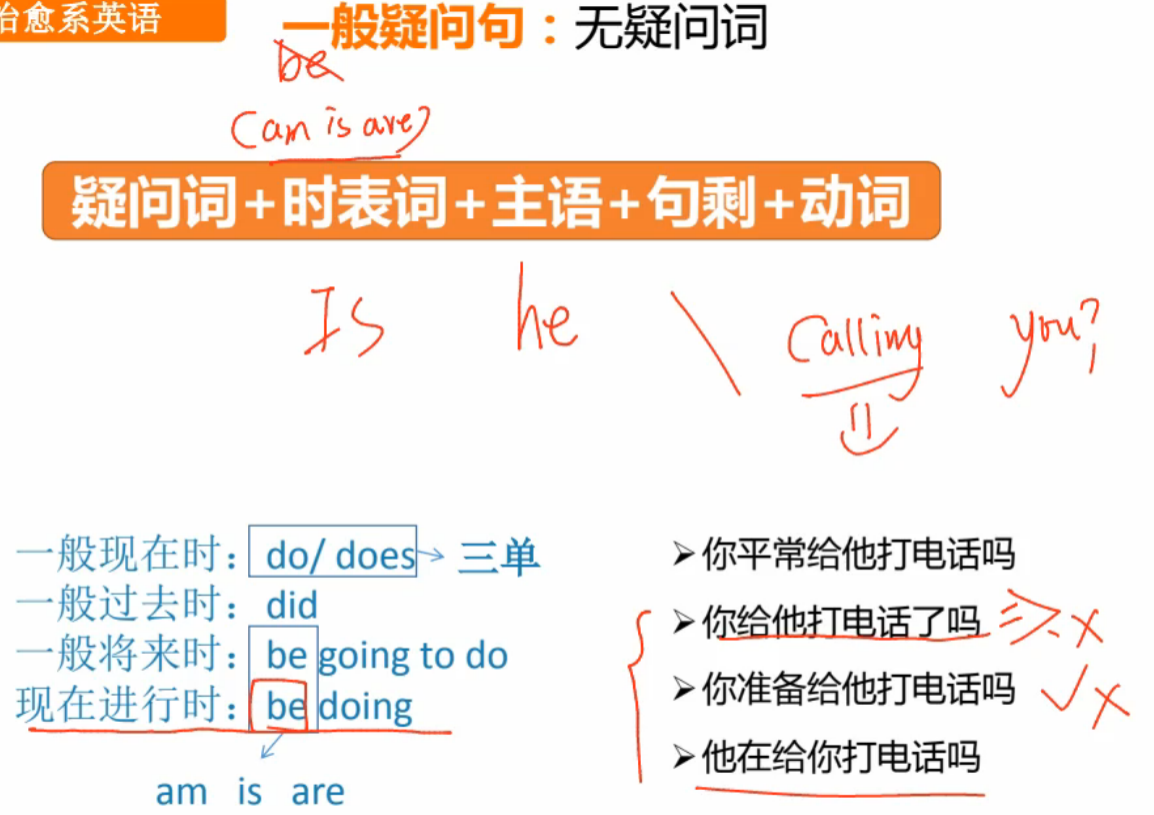 治愈系英语
一般疑问句：无疑问词
be
(am is are)
疑问词+时表词+主语+句剩+动词
Is he \ calling you?
一般现在时：do/ does → 三单
一般过去时：did
一般将来时：be going to do
现在进行时：be doing
am is are
➢你平常给他打电话吗
➢你给他打电话了吗
➢你准备给他打电话吗
➢他在给你打电话吗